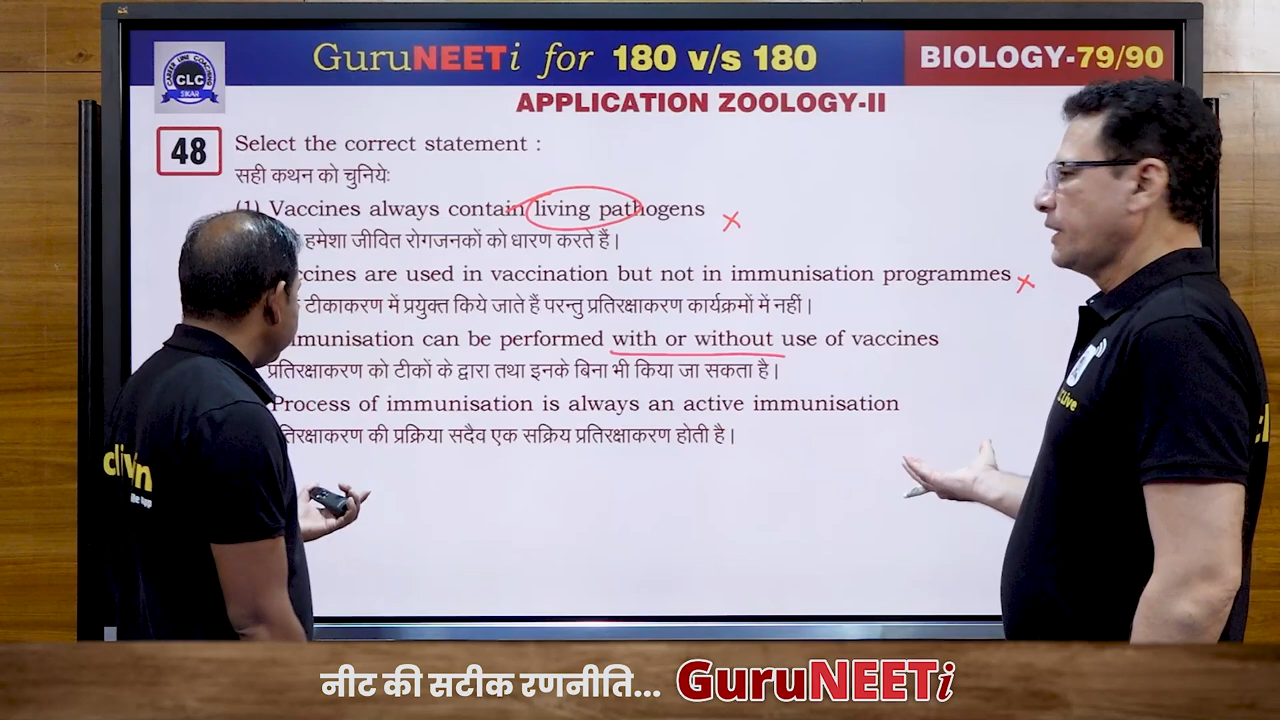 GuruNEETi for 180 v/s 180
BIOLOGY-79/90
CAREER LINE COACHING
CLC
SIKAR
APPLICATION ZOOLOGY-II
48
Select the correct statement :
सही कथन को चुनियेः
(1) Vaccines always contain living pathogens
हमेशा जीवित रोगजनकों को धारण करते हैं।
ccines are used in vaccination but not in immunisation programmes
टीकाकरण में प्रयुक्त किये जाते हैं परन्तु प्रतिरक्षाकरण कार्यक्रमों में नहीं।
munisation can be performed with or without use of vaccines
प्रतिरक्षाकरण को टीकों के द्वारा तथा इनके बिना भी किया जा सकता है।
Process of immunisation is always an active immunisation
तिरक्षाकरण की प्रक्रिया सदैव एक सक्रिय प्रतिरक्षाकरण होती है।
नीट की सटीक रणनीति...
GuruNEETi